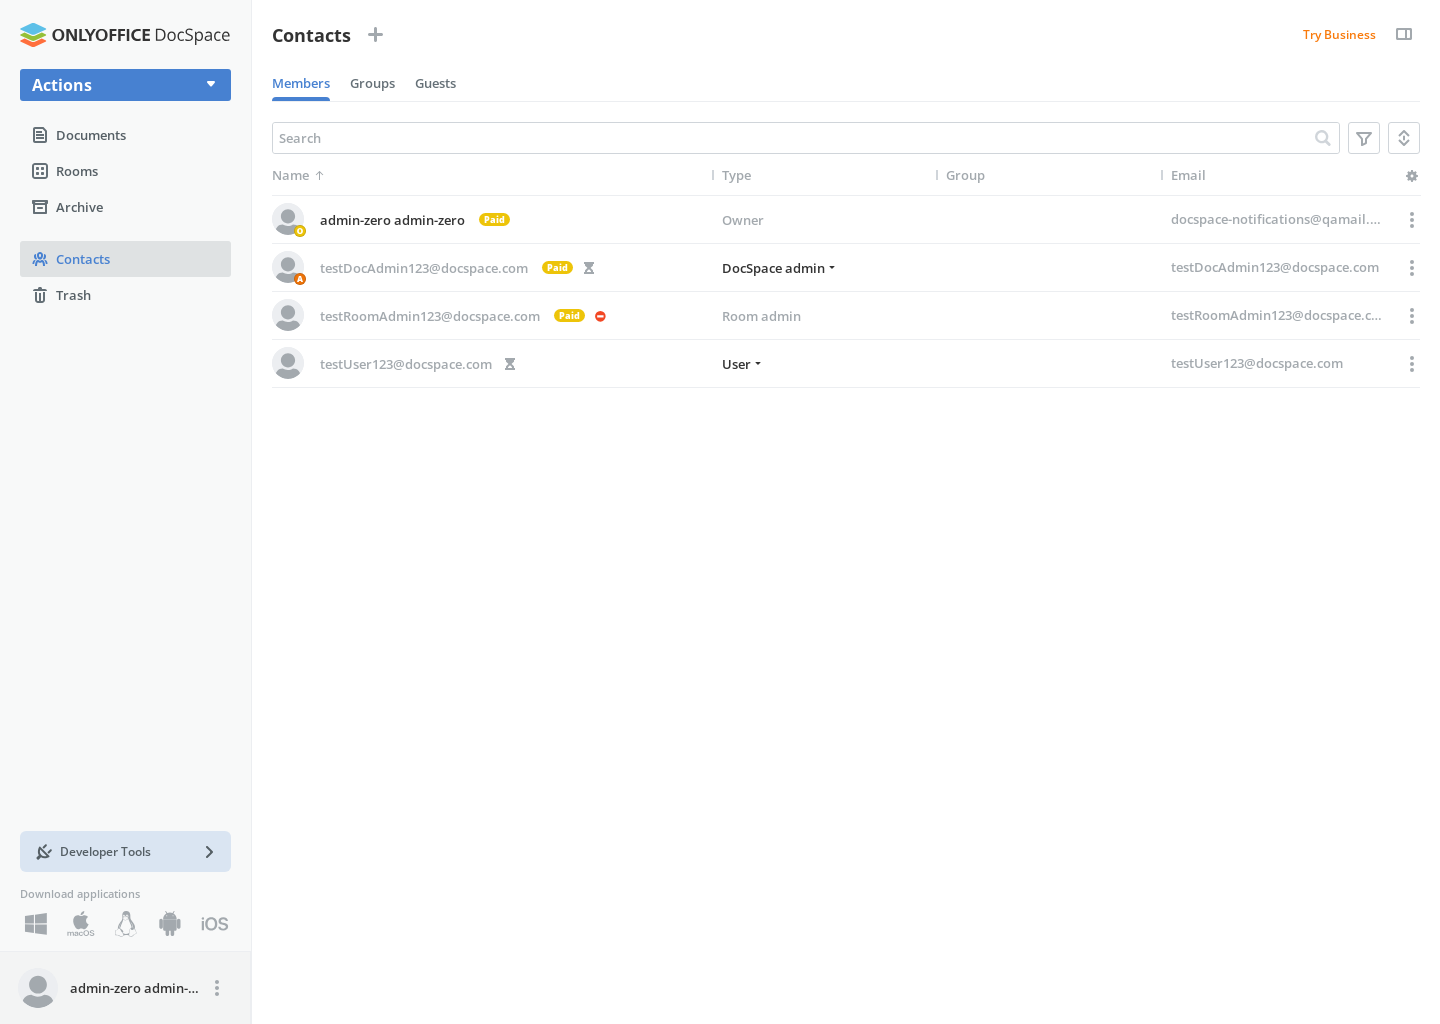 ONLYOFFICE DocSpace
Actions
Documents
Rooms
Archive
Contacts
Trash
Developer Tools
Download applications
macOS
iOS
admin-zero admin-...
Contacts
Try Business
Members Groups Guests
Search
Name Type Group Email
admin-zero admin-zero Paid Owner docspace-notifications@qamail....
O
testDocAdmin123@docspace.com Paid DocSpace admin testDocAdmin123@docspace.com
A
testRoomAdmin123@docspace.com Paid Room admin testRoomAdmin123@docspace.c...
testUser123@docspace.com User testUser123@docspace.com